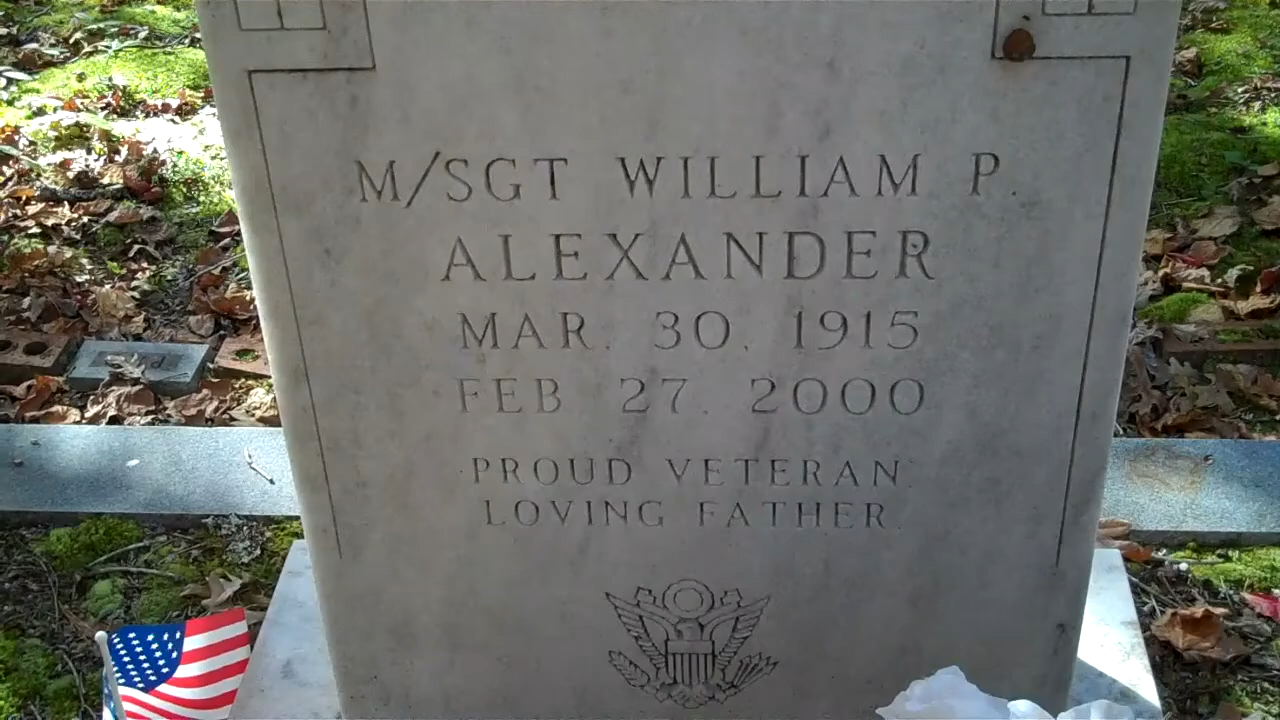 M/SGT WILLIAM P.
ALEXANDER
MAR. 30, 1915
FEB. 27, 2000
PROUD VETERAN.
LOVING FATHER.